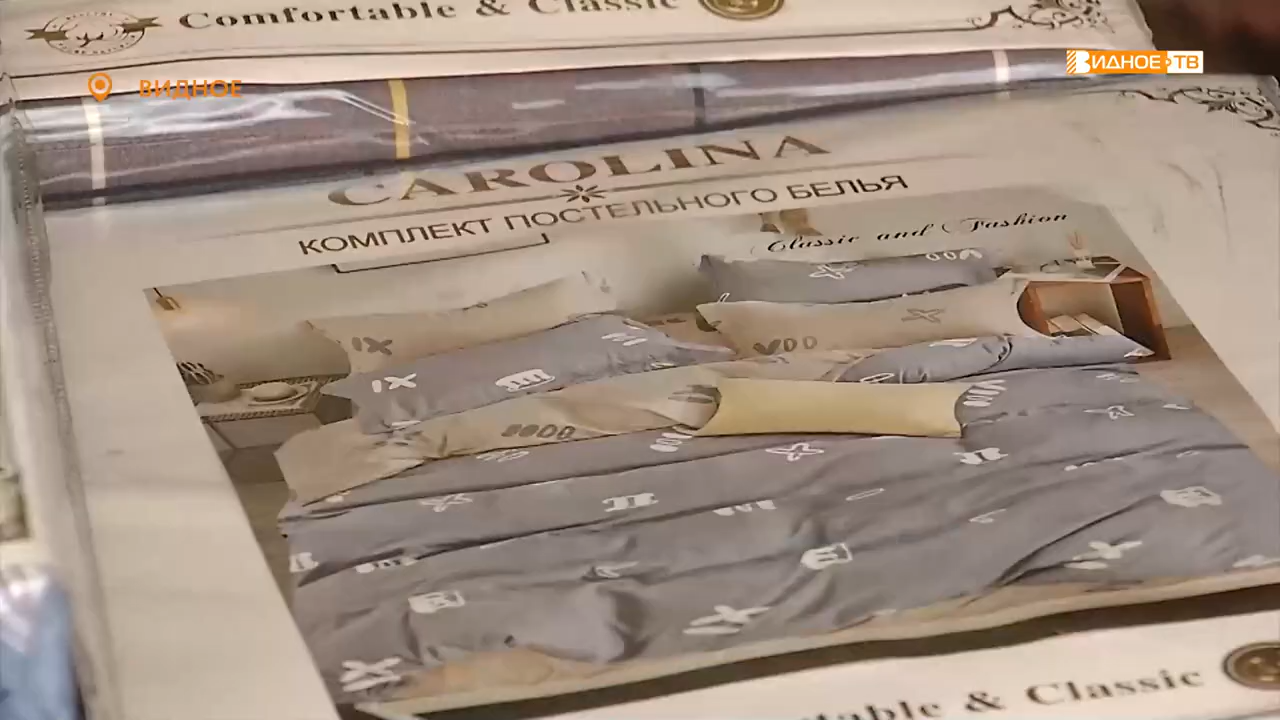 Comfortable & Classic
ВИДНОЕ
ВИДНОЕ ТВ
CAROLINA
КОМПЛЕКТ ПОСТЕЛЬНОГО БЕЛЬЯ
Classic and Fashion
table & Classic